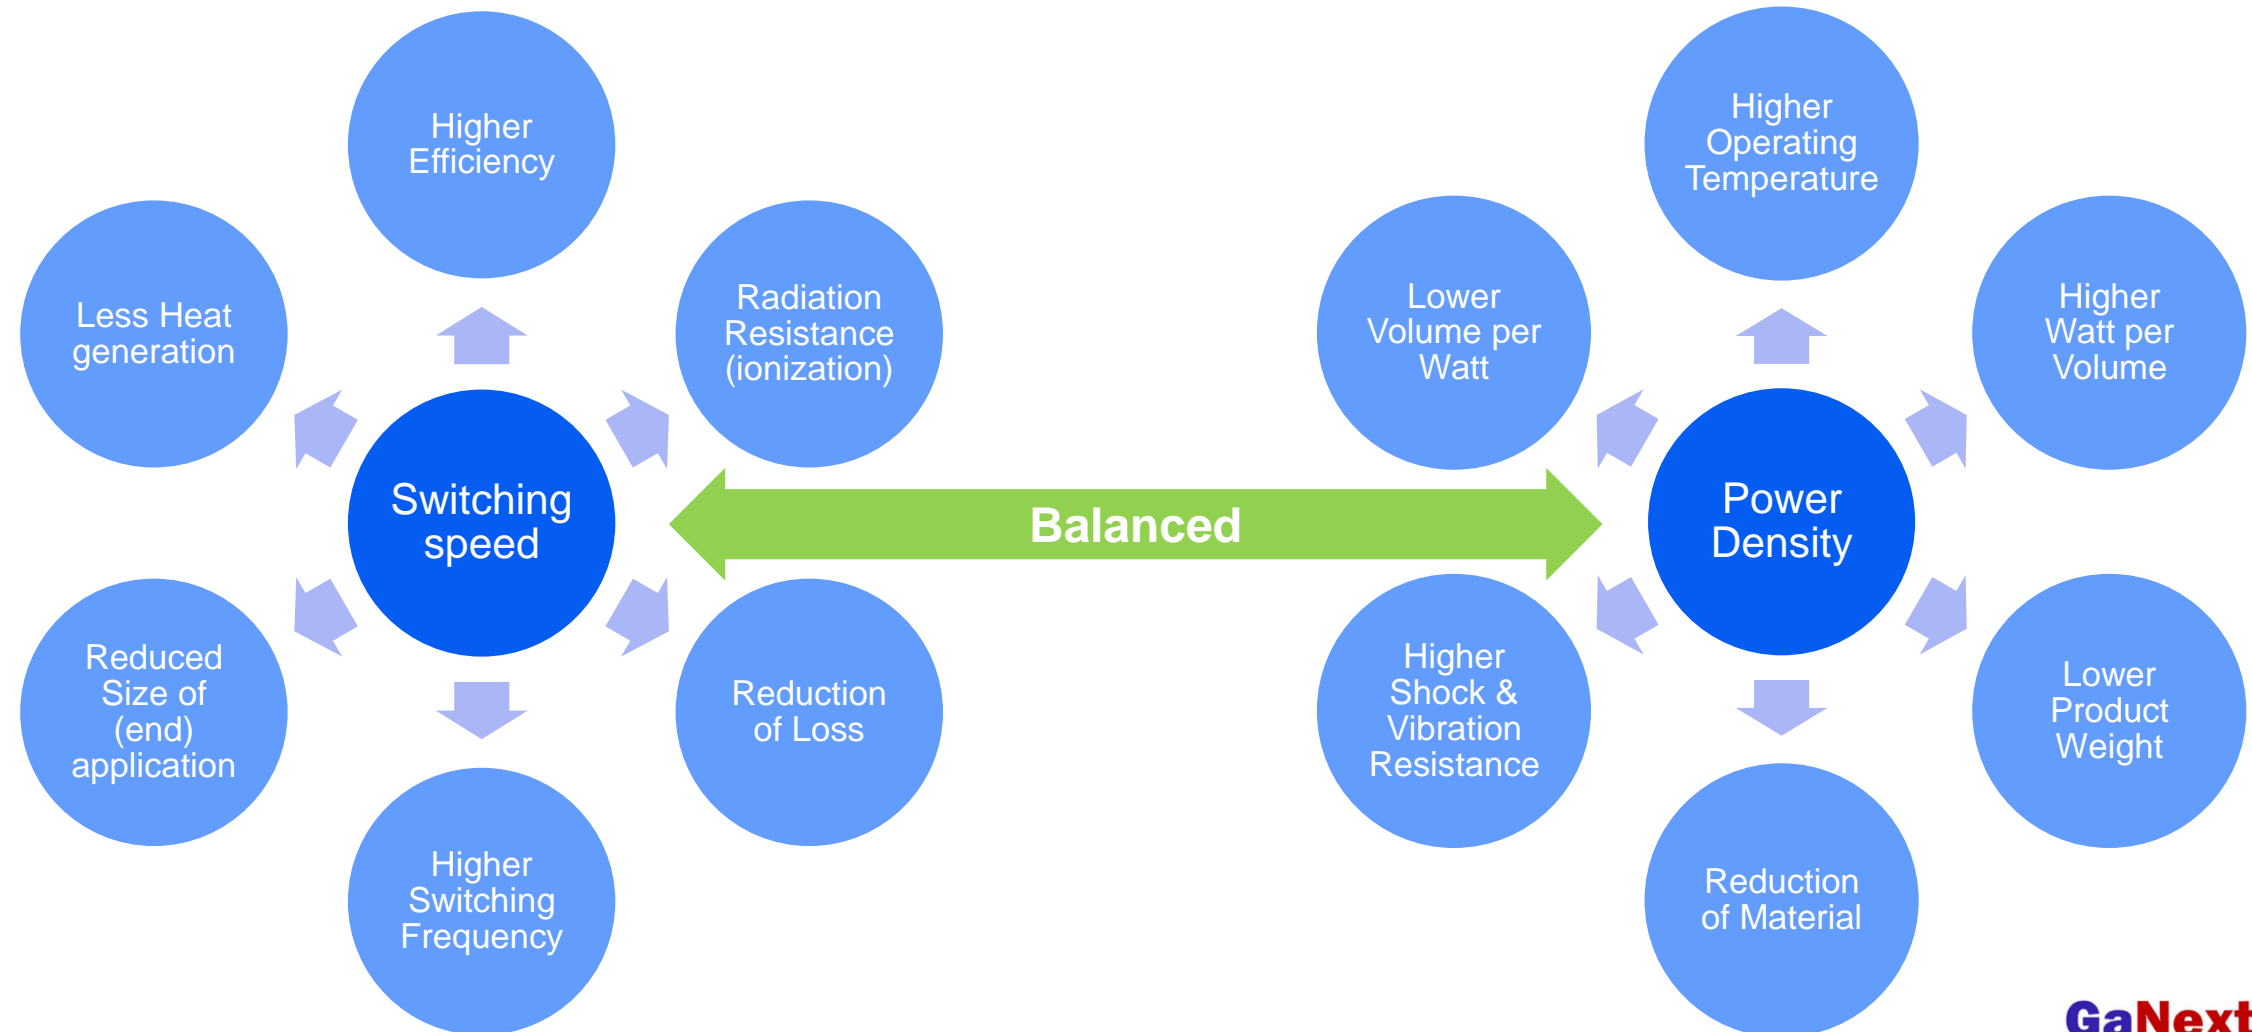 Higher
Efficiency
Less Heat
generation
Radiation
Resistance
(ionization)
Switching
speed
Reduced
Size of
(end)
application
Reduction
of Loss
Higher
Switching
Frequency
Balanced
Higher
Operating
Temperature
Lower
Volume per
Watt
Higher
Watt per
Volume
Power
Density
Higher
Shock &
Vibration
Resistance
Lower
Product
Weight
Reduction
of Material
GaNext